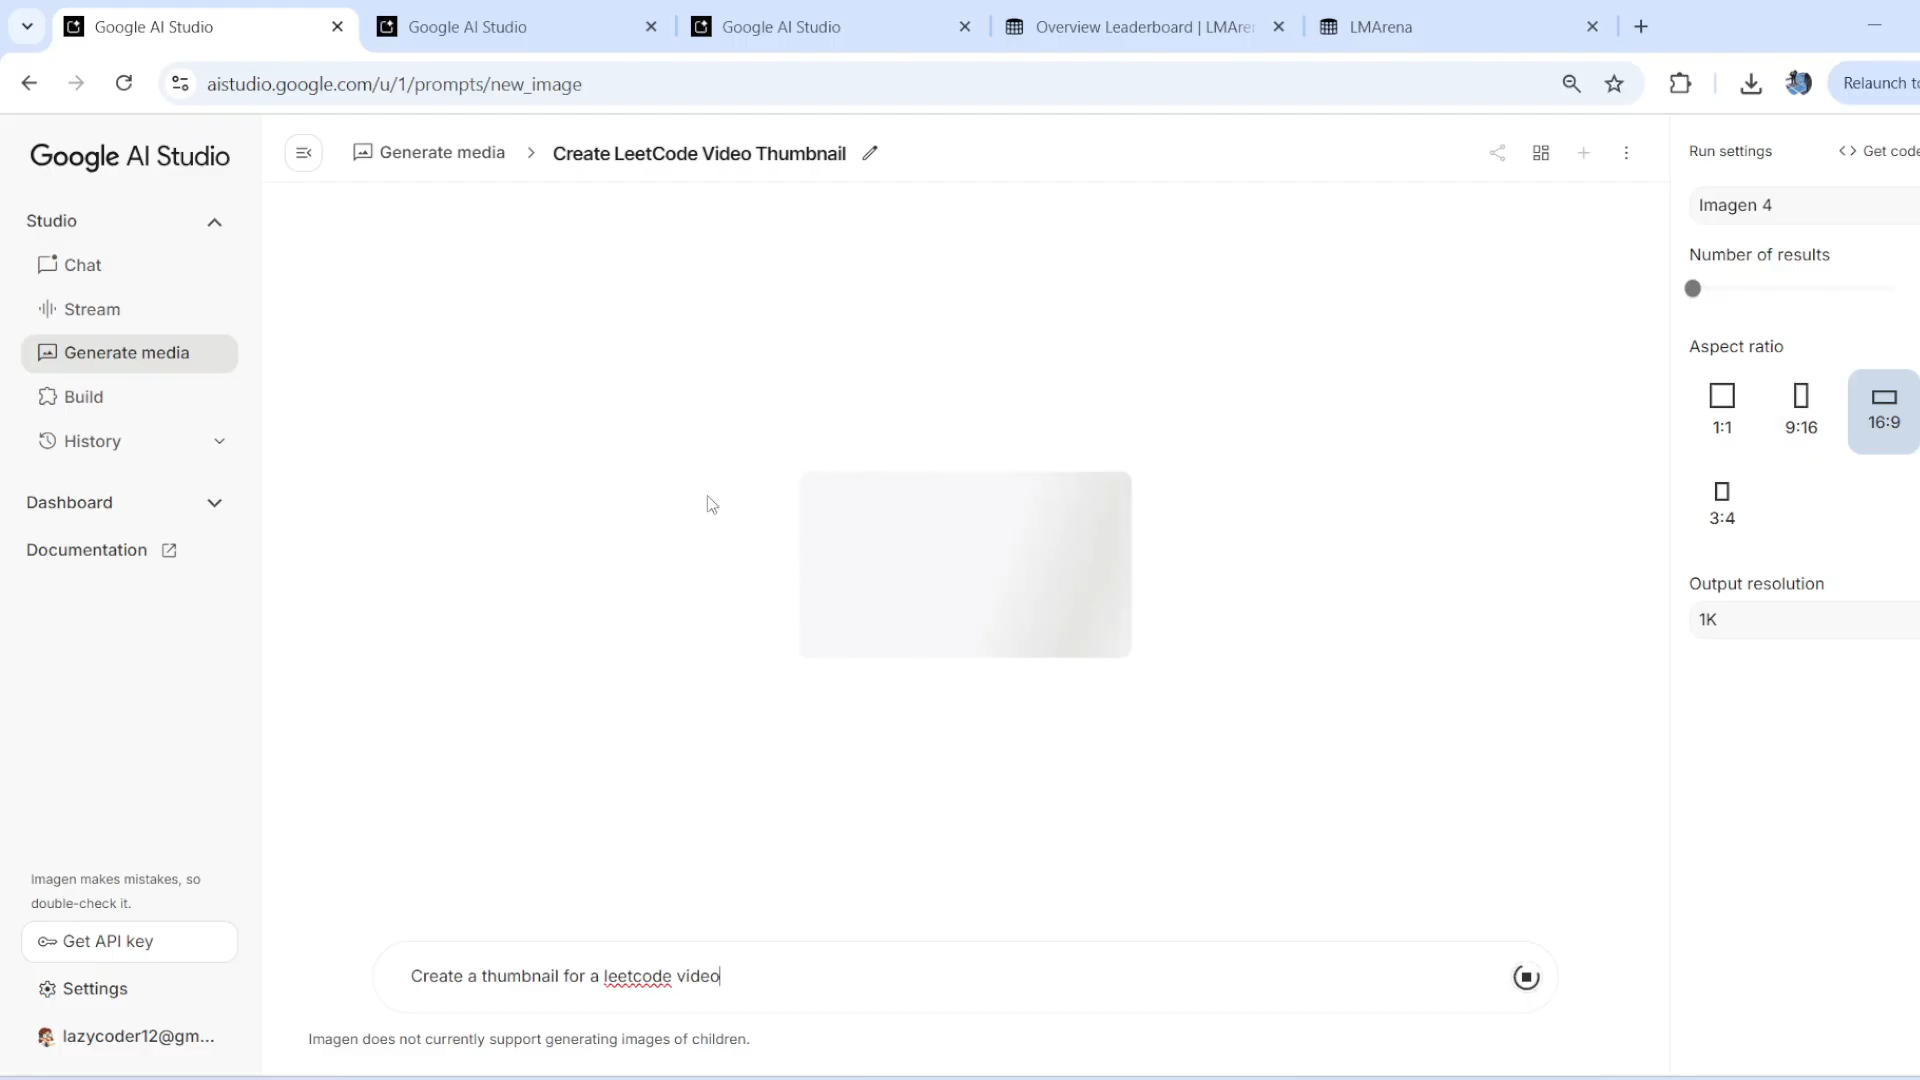 Google AI Studio
Google AI Studio
Google AI Studio
Overview Leaderboard | LMAre
LMArena
aistudio.google.com/u/1/prompts/new_image
Relaunch to
Google AI Studio
Generate media > Create LeetCode Video Thumbnail
Run settings
Get code
Studio
Imagen 4
Chat
Number of results
Stream
Generate media
Aspect ratio
Build
1:1
9:16
16:9
History
3:4
Dashboard
Documentation
Output resolution
1K
Imagen makes mistakes, so
double-check it.
Get API key
Create a thumbnail for a leetcode video
Settings
lazycoder12@gm...
Imagen does not currently support generating images of children.